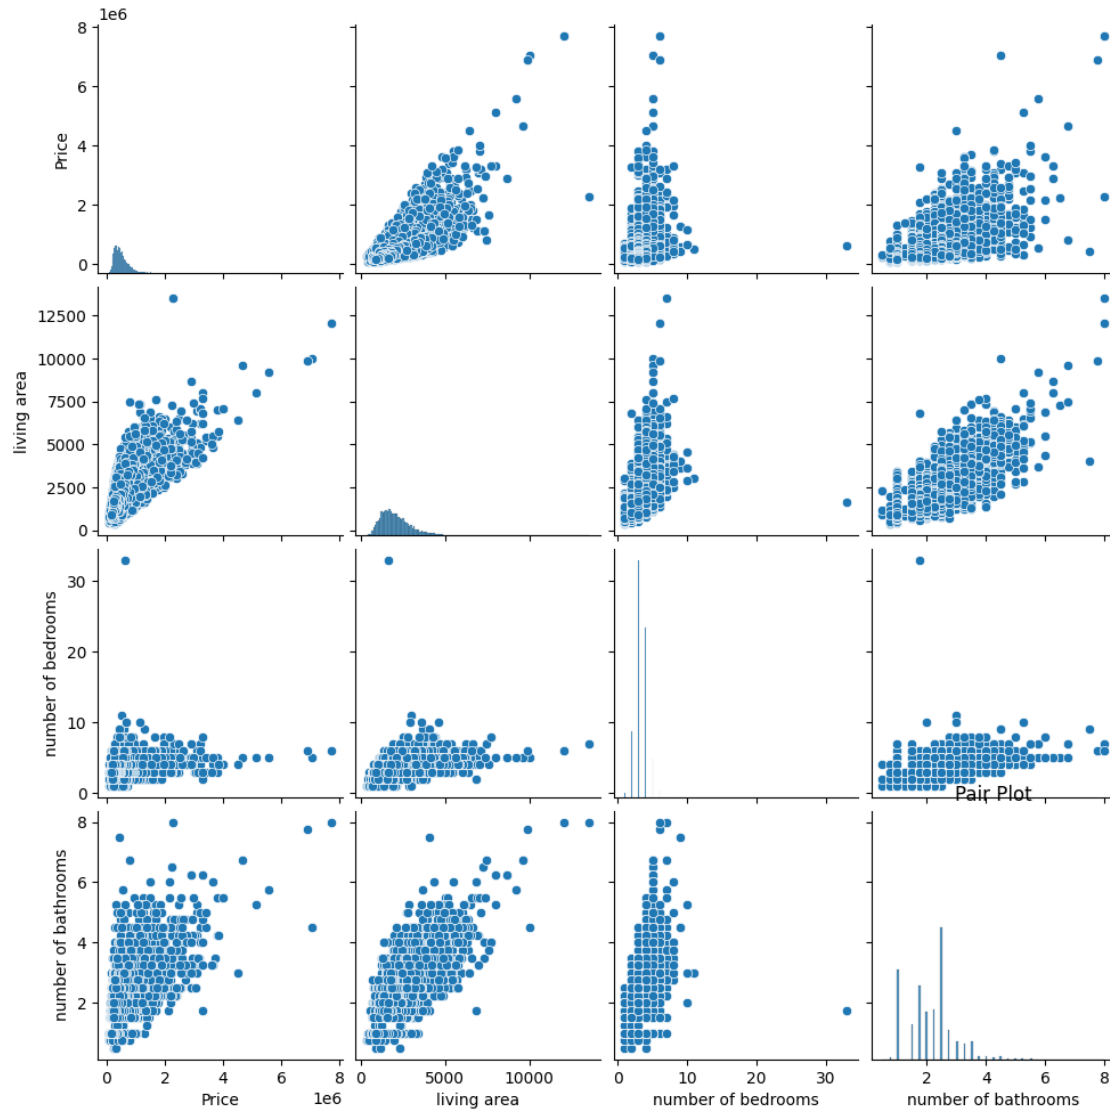 1e6
8
6
4
2
0
Price
12500
10000
7500
5000
2500
0
living area
30
20
10
0
number of bedrooms
Pair Plot
8
6
4
2
number of bathrooms
0 2 4 6 8 0 5000 10000 0 10 20 30 2 4 6 8
Price 1e6 living area number of bedrooms number of bathrooms